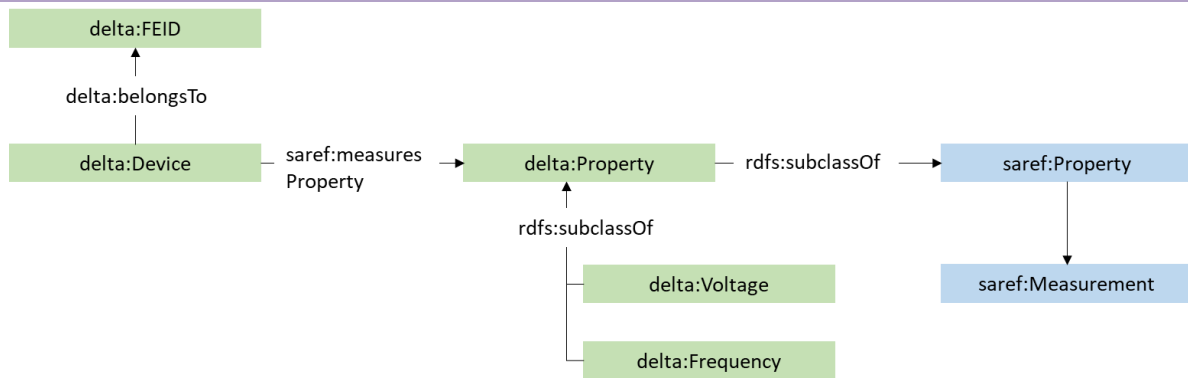 delta:FEID
delta:belongsTo
delta:Device
saref:measures
Property
delta:Property
rdfs:subclassOf
saref:Property
rdfs:subclassOf
delta:Voltage
saref:Measurement
delta:Frequency